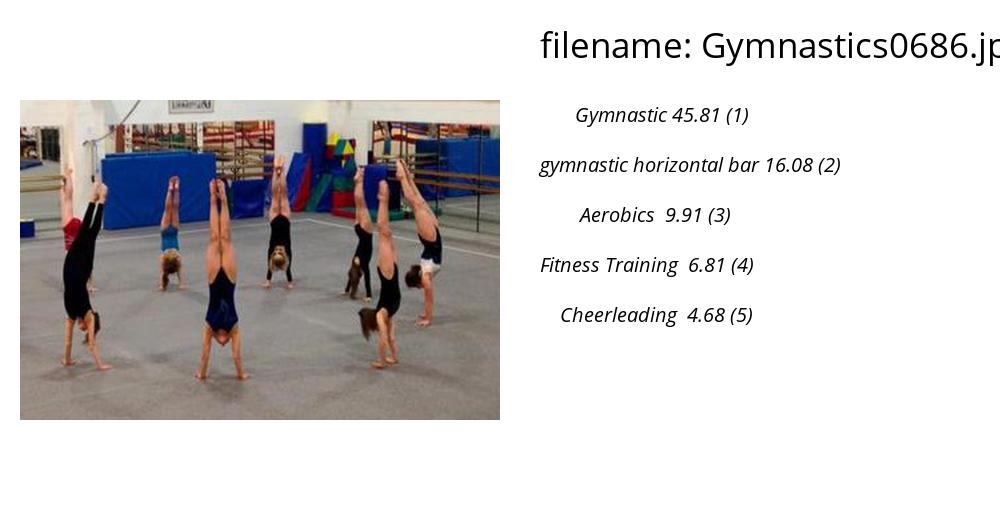 filename: Gymnastics0686.jp
Gymnastic 45.81 (1)
gymnastic horizontal bar 16.08 (2)
Aerobics 9.91 (3)
Fitness Training 6.81 (4)
Cheerleading 4.68 (5)